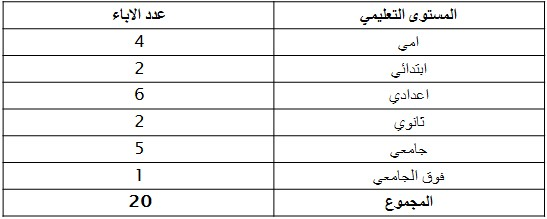 المستوى التعليمي عدد الاباء
امي 4
ابتدائي 2
اعدادي 6
ثانوي 2
جامعي 5
فوق الجامعي 1
المجموع 20